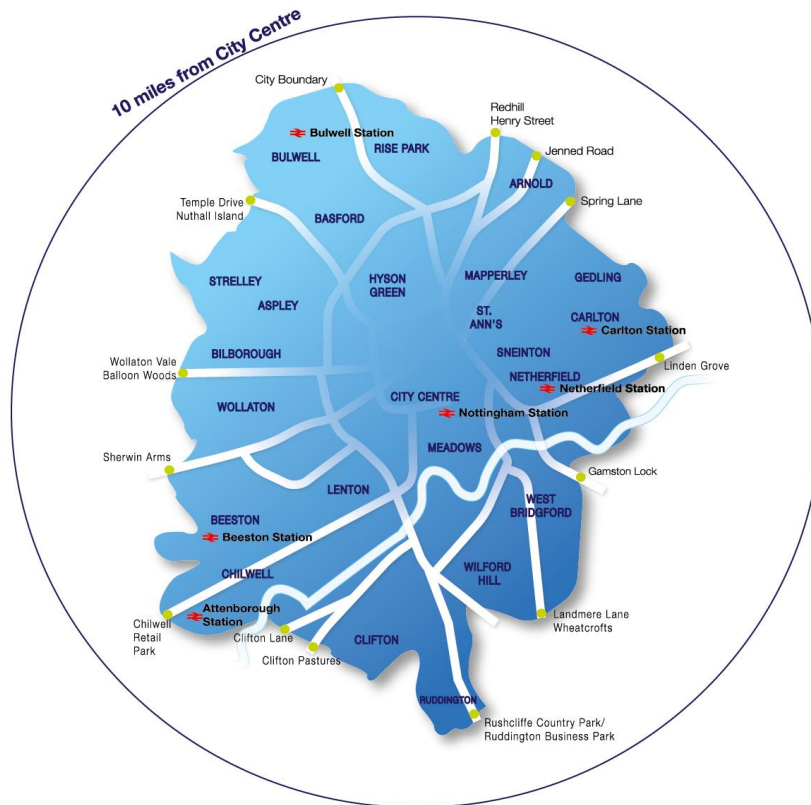 10 miles from City Centre
City Boundary
Redhill
Henry Street
Bulwell Station
RISE PARK
BULWELL
Jenned Road
ARNOLD
Temple Drive
Nuthall Island
Spring Lane
BASFORD
STRELLEY
HYSON
GREEN
MAPPERLEY
GEDLING
ASPLEY
ST.
ANN'S
CARLTON
Carlton Station
BILBOROUGH
SNEINTON
Wollaton Vale
Balloon Woods
Linden Grove
NETHERFIELD
Netherfield Station
CITY CENTRE
WOLLATON
Nottingham Station
MEADOWS
Sherwin Arms
Gamston Lock
LENTON
WEST
BRIDGFORD
BEESTON
Beeston Station
CHILWELL
WILFORD
HILL
Attenborough
Station
Chilwell
Retail
Park
Clifton Lane
Landmere Lane
Wheatcrofts
CLIFTON
Clifton Pastures
RUDDINGTON
Rushcliffe Country Park/
Ruddington Business Park